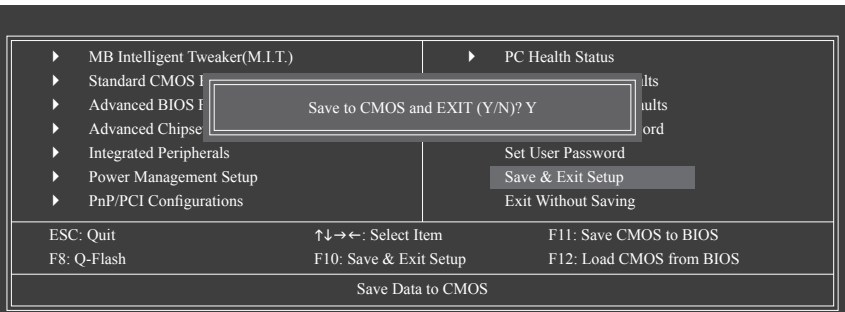 MB Intelligent Tweaker(M.I.T.)
Standard CMOS
Advanced BIOS
Advanced
Integrated Peripherals
Power Management Setup
PnP/PCI Configurations
PC Health Status
Set User Password
Save & Exit Setup
Exit Without Saving
Save to CMOS and EXIT (Y/N)? Y
ESC: Quit ↑↓→←: Select Item F11: Save CMOS to BIOS
F8: Q-Flash F10: Save & Exit Setup F12: Load CMOS from BIOS
Save Data to CMOS